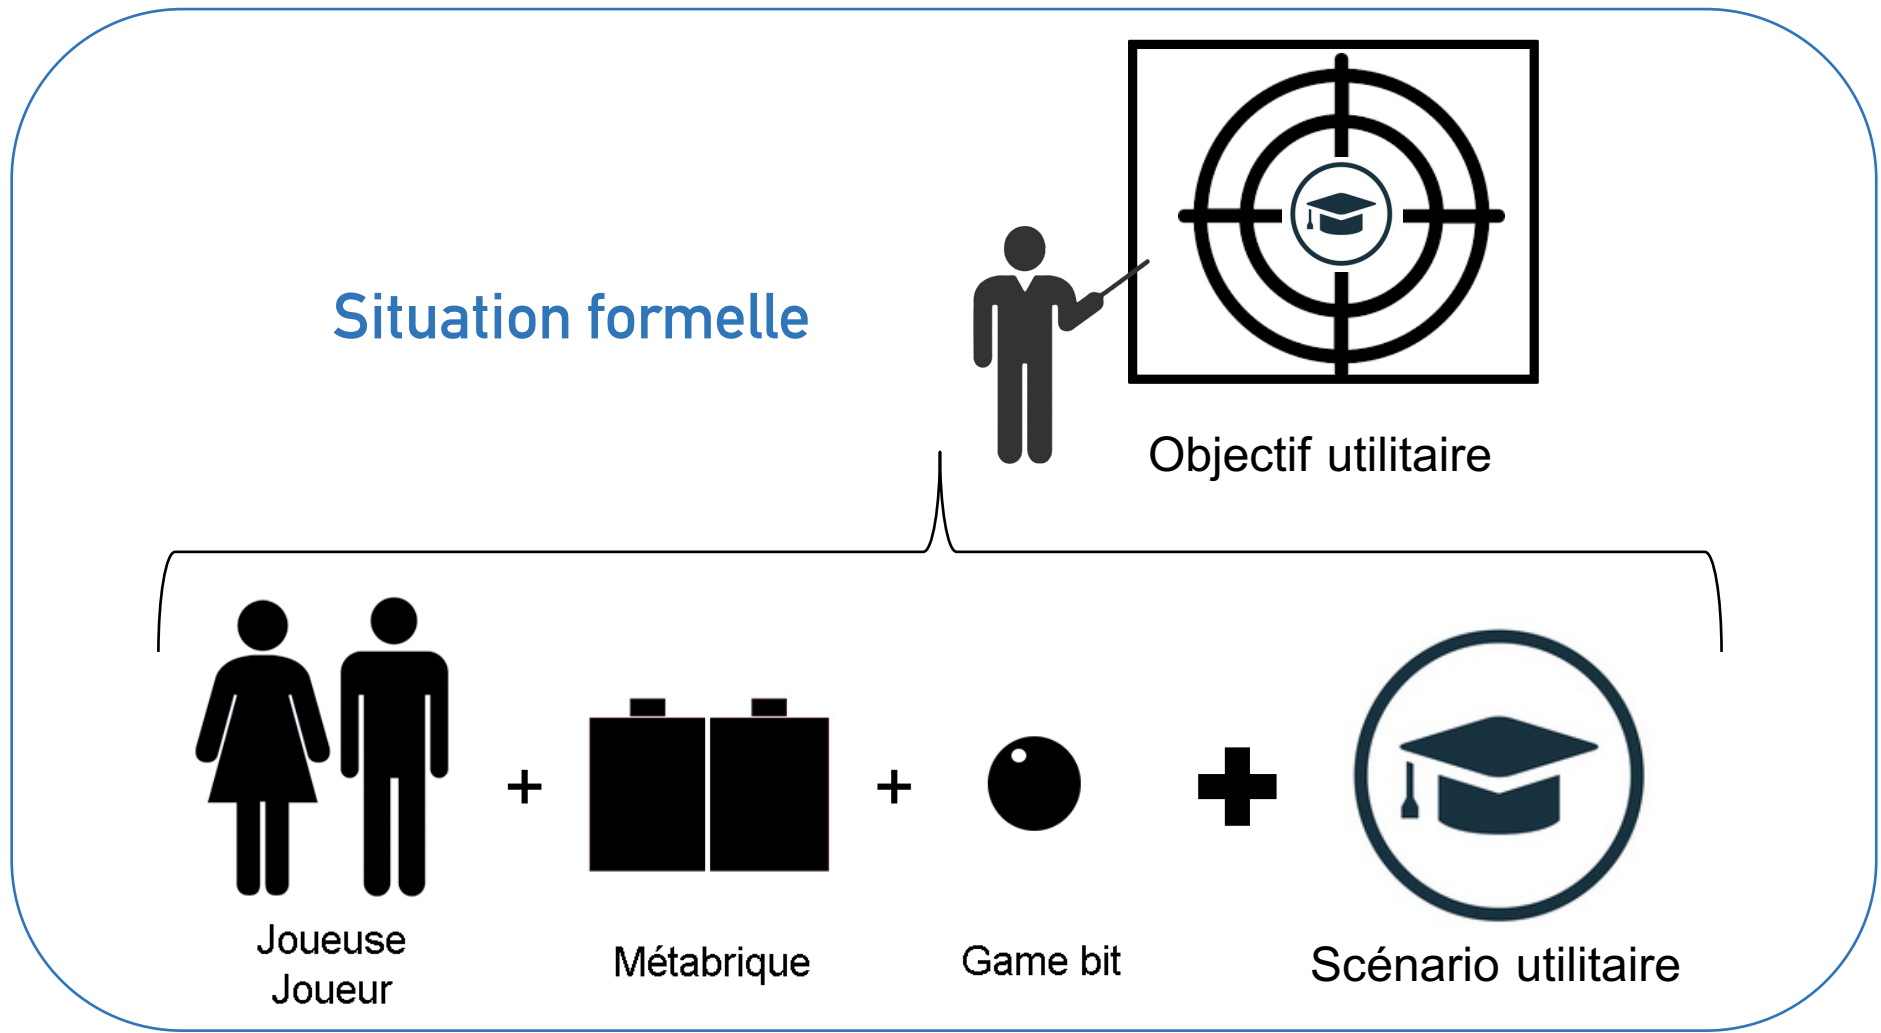 Situation formelle
Objectif utilitaire
Joueuse
Joueur
Métabrique
Game bit
Scénario utilitaire